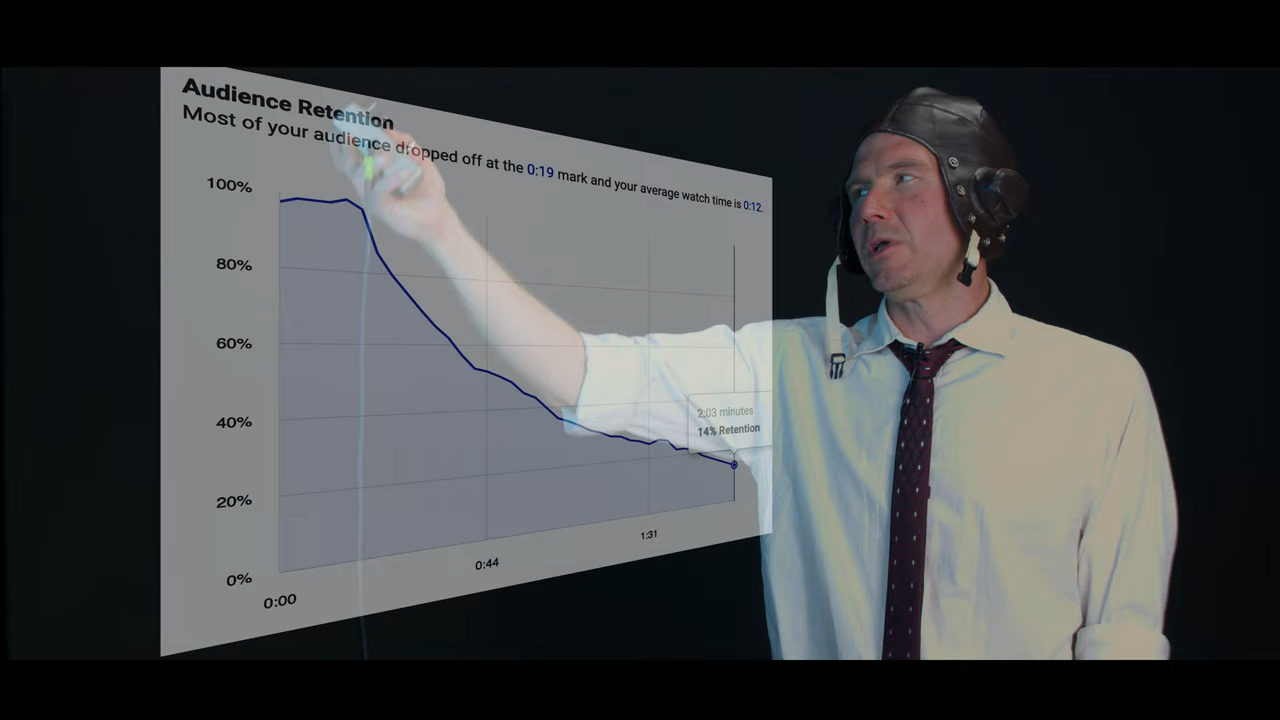 Audience Retention
Most of your audience dropped off at the 0:19 mark and your average watch time is 0:12.
100%
80%
60%
40%
2:03 minutes
14% Retention
20%
0%
0:00
0:44
1:31